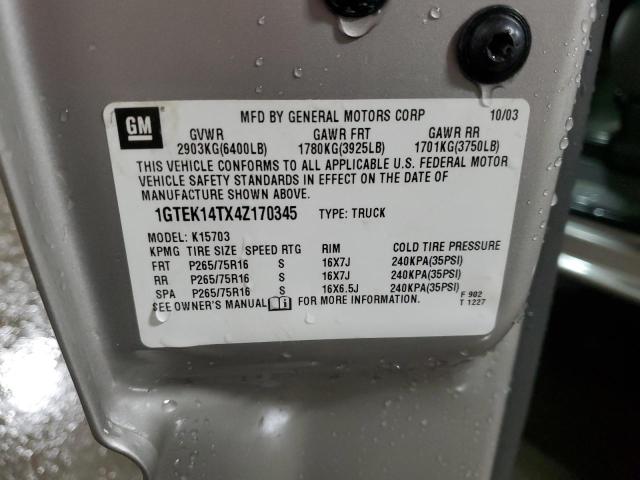 GM
MFD BY GENERAL MOTORS CORP 10/03
GVWR GAWR FRT GAWR RR
2903KG(6400LB) 1780KG(3925LB) 1701KG(3750LB)
THIS VEHICLE CONFORMS TO ALL APPLICABLE U.S. FEDERAL MOTOR
VEHICLE SAFETY STANDARDS IN EFFECT ON THE DATE OF
MANUFACTURE SHOWN ABOVE.
1GTEK14TX4Z170345 TYPE: TRUCK
MODEL: K15703
KPMG TIRE SIZE SPEED RTG RIM COLD TIRE PRESSURE
FRT P265/75R16 S 16X7J 240KPA(35PSI)
RR P265/75R16 S 16X7J 240KPA(35PSI)
SPA P265/75R16 S 16X6.5J 240KPA(35PSI)
SEE OWNER'S MANUAL FOR MORE INFORMATION.
F 902
T 1227